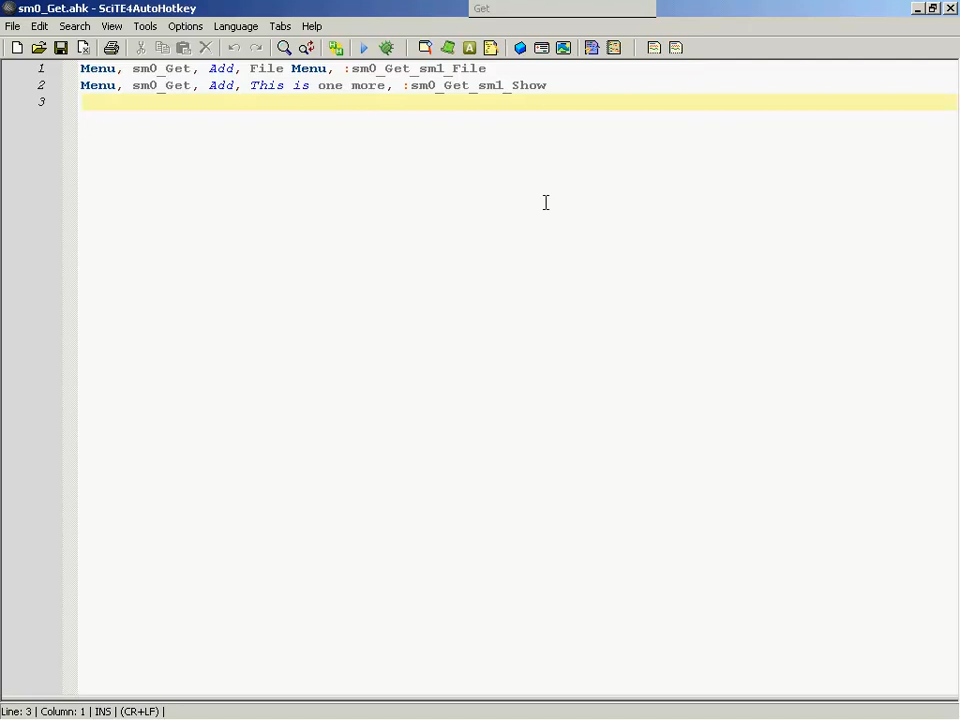 sm0_Get.ahk - SciTE4AutoHotkey
Get
File Edit Search View Tools Options Language Tabs Help
1 Menu, sm0_Get, Add, File Menu, :sm0_Get_sm1_File
2 Menu, sm0_Get, Add, This is one more, :sm0_Get_sm1_Show
3
Line: 3 | Column: 1 | INS | (CR+LF) |